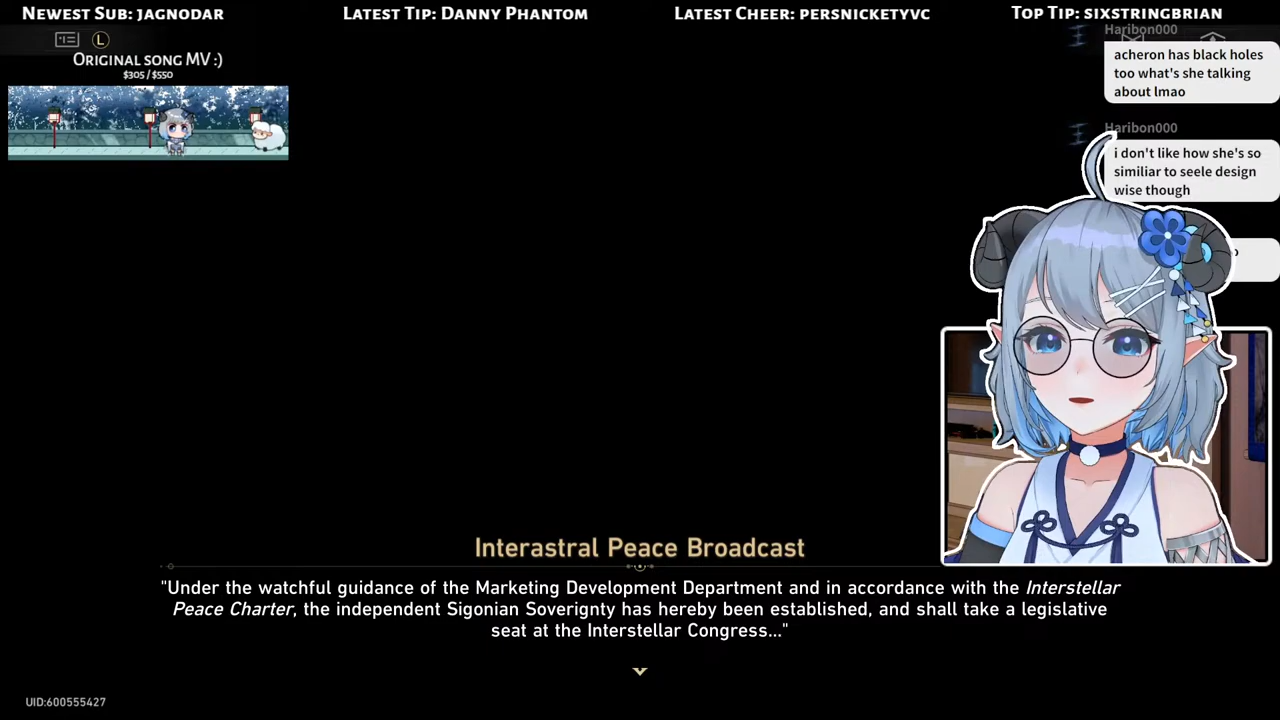 NEWEST SUB: JAGNODAR
LATEST TIP: DANNY PHANTOM
LATEST CHEER: PERSNICKETYVC
TOP TIP: SIXSTRINGBRIAN
L
ORIGINAL SONG MV :)
$305 / $550
Haribon000
acheron has black holes
too what's she talking
about lmao
Haribon000
i don't like how she's so
similiar to seele design
wise though
?
Interastral Peace Broadcast
"Under the watchful guidance of the Marketing Development Department and in accordance with the Interstellar
Peace Charter, the independent Sigonian Soverignty has hereby been established, and shall take a legislative
seat at the Interstellar Congress..."
UID:600555427